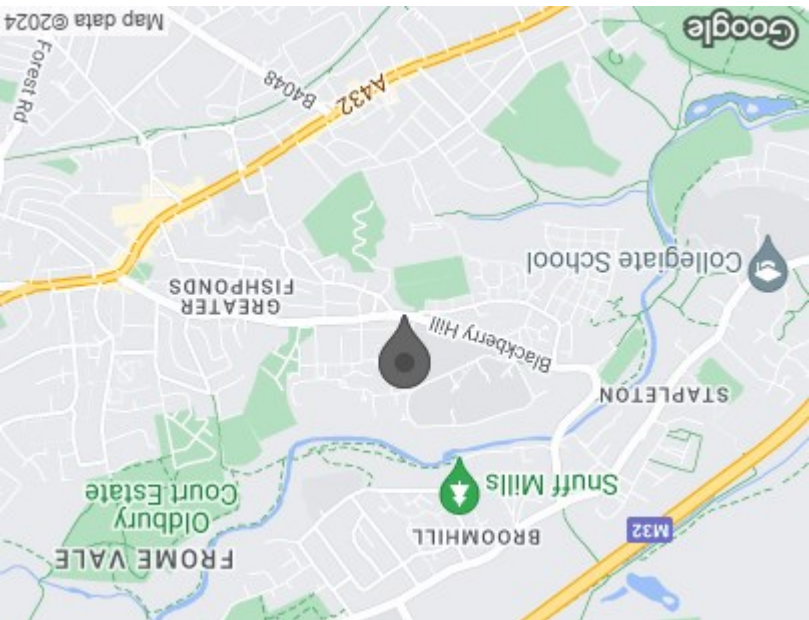 M32
BROOMHILL
FROME VALE
Snuff Mills
Oldbury
Court Estate
STAPLETON
Blackberry Hill
GREATER
FISHPONDS
Collegiate School
A432
B4048
Forest Rd
Google
Map data ©2024